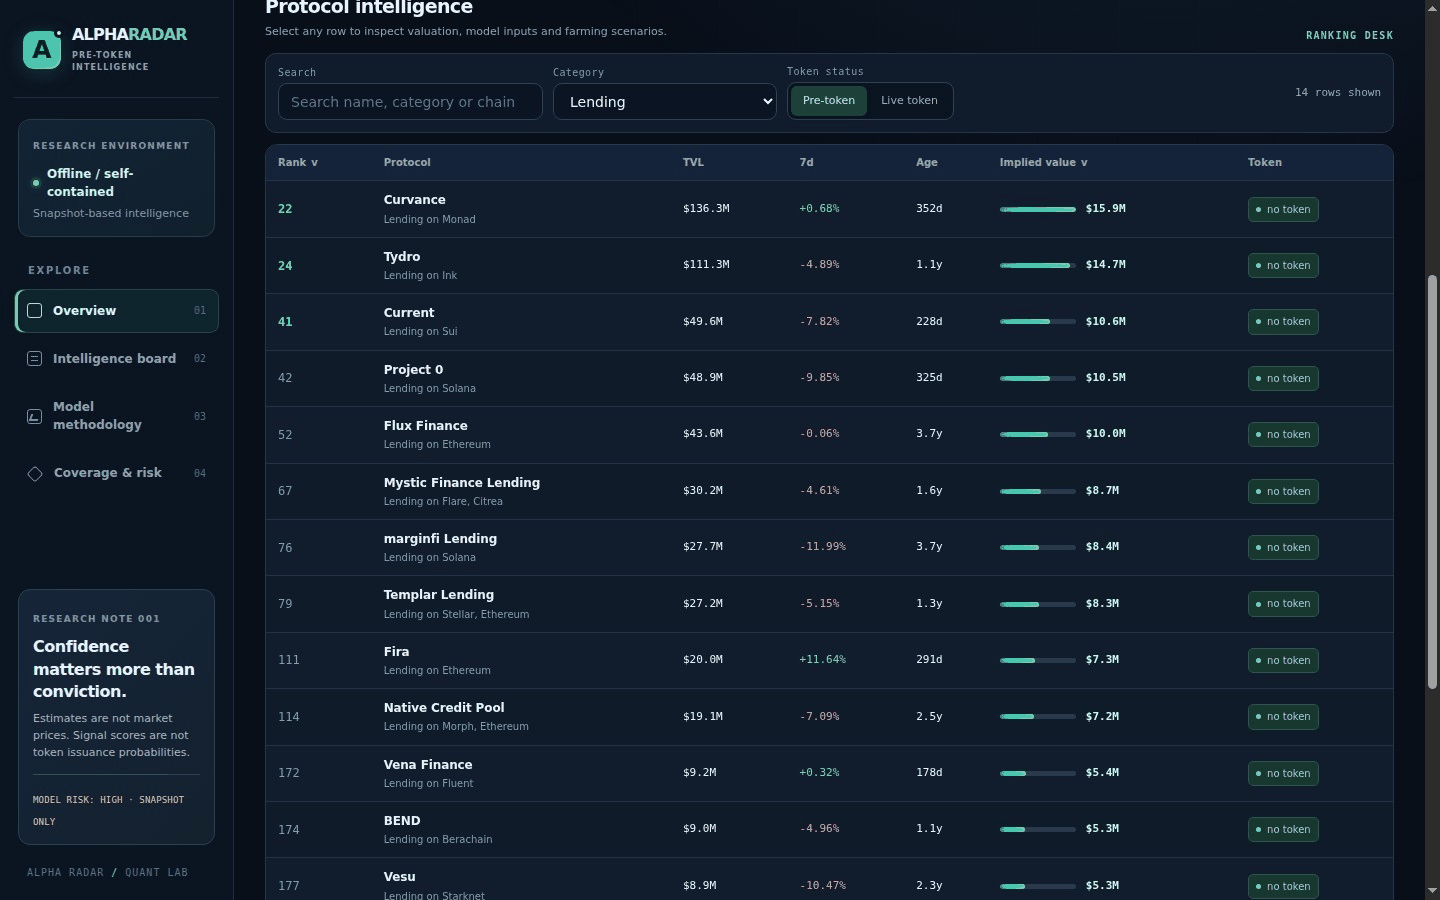 A
ALPHARADAR
PRE-TOKEN
INTELLIGENCE
RESEARCH ENVIRONMENT
Offline / self-
contained
Snapshot-based intelligence
EXPLORE
Overview 01
Intelligence board 02
Model
methodology 03
Coverage & risk 04
RESEARCH NOTE 001
Confidence
matters more than
conviction.
Estimates are not market
prices. Signal scores are not
token issuance probabilities.
MODEL RISK: HIGH · SNAPSHOT
ONLY
ALPHA RADAR / QUANT LAB
Protocol intelligence
Select any row to inspect valuation, model inputs and farming scenarios.
RANKING DESK
Search Category Token status
Search name, category or chain Lending Pre-token Live token
14 rows shown
Rank v Protocol TVL 7d Age Implied value v Token
22 Curvance $136.3M +0.68% 352d $15.9M no token
Lending on Monad
24 Tydro $111.3M -4.89% 1.1y $14.7M no token
Lending on Ink
41 Current $49.6M -7.82% 228d $10.6M no token
Lending on Sui
42 Project 0 $48.9M -9.85% 325d $10.5M no token
Lending on Solana
52 Flux Finance $43.6M -0.06% 3.7y $10.0M no token
Lending on Ethereum
67 Mystic Finance Lending $30.2M -4.61% 1.6y $8.7M no token
Lending on Flare, Citrea
76 marginfi Lending $27.7M -11.99% 3.7y $8.4M no token
Lending on Solana
79 Templar Lending $27.2M -5.15% 1.3y $8.3M no token
Lending on Stellar, Ethereum
111 Fira $20.0M +11.64% 291d $7.3M no token
Lending on Ethereum
114 Native Credit Pool $19.1M -7.09% 2.5y $7.2M no token
Lending on Morph, Ethereum
172 Vena Finance $9.2M +0.32% 178d $5.4M no token
Lending on Fluent
174 BEND $9.0M -4.96% 1.1y $5.3M no token
Lending on Berachain
177 Vesu $8.9M -10.47% 2.3y $5.3M no token
Lending on Starknet